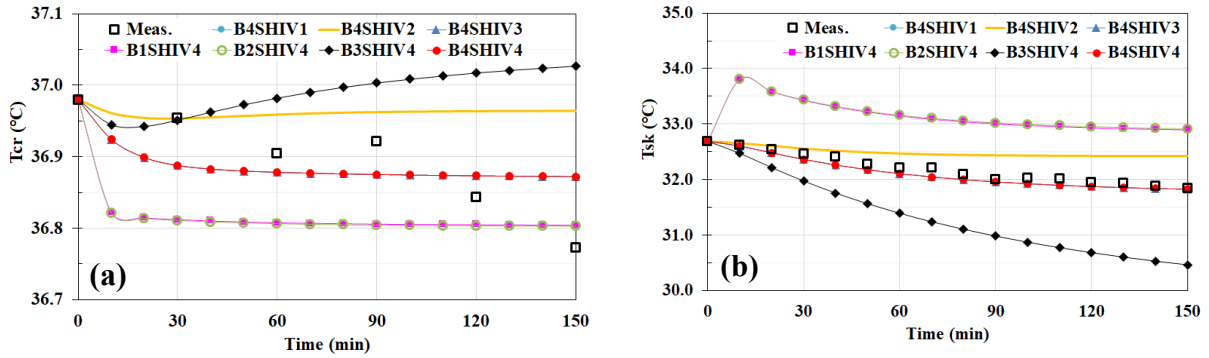 Meas. B4SHIV1 B4SHIV2 B4SHIV3
B1SHIV4 B2SHIV4 B3SHIV4 B4SHIV4
37.1
37.0
36.9
36.8
36.7
Tcr (°C)
(a)
0 30 60 90 120 150
Time (min)
Meas. B4SHIV1 B4SHIV2 B4SHIV3
B1SHIV4 B2SHIV4 B3SHIV4 B4SHIV4
35.0
34.0
33.0
32.0
31.0
30.0
Tsk (°C)
(b)
0 30 60 90 120 150
Time (min)